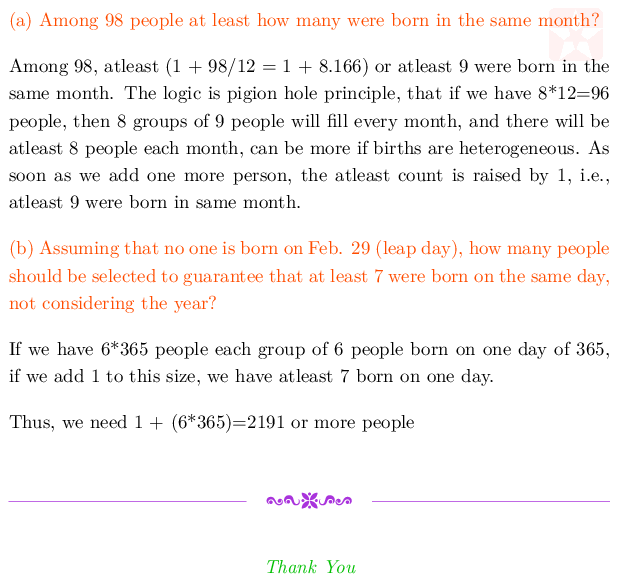 (a) Among 98 people at least how many were born in the same month?
Among 98, atleast (1 + 98/12 = 1 + 8.166) or atleast 9 were born in the
same month. The logic is pigion hole principle, that if we have 8*12=96
people, then 8 groups of 9 people will fill every month, and there will be
atleast 8 people each month, can be more if births are heterogeneous. As
soon as we add one more person, the atleast count is raised by 1, i.e.,
atleast 9 were born in same month.
(b) Assuming that no one is born on Feb. 29 (leap day), how many people
should be selected to guarantee that at least 7 were born on the same day,
not considering the year?
If we have 6*365 people each group of 6 people born on one day of 365,
if we add 1 to this size, we have atleast 7 born on one day.
Thus, we need 1 + (6*365)=2191 or more people
Thank You